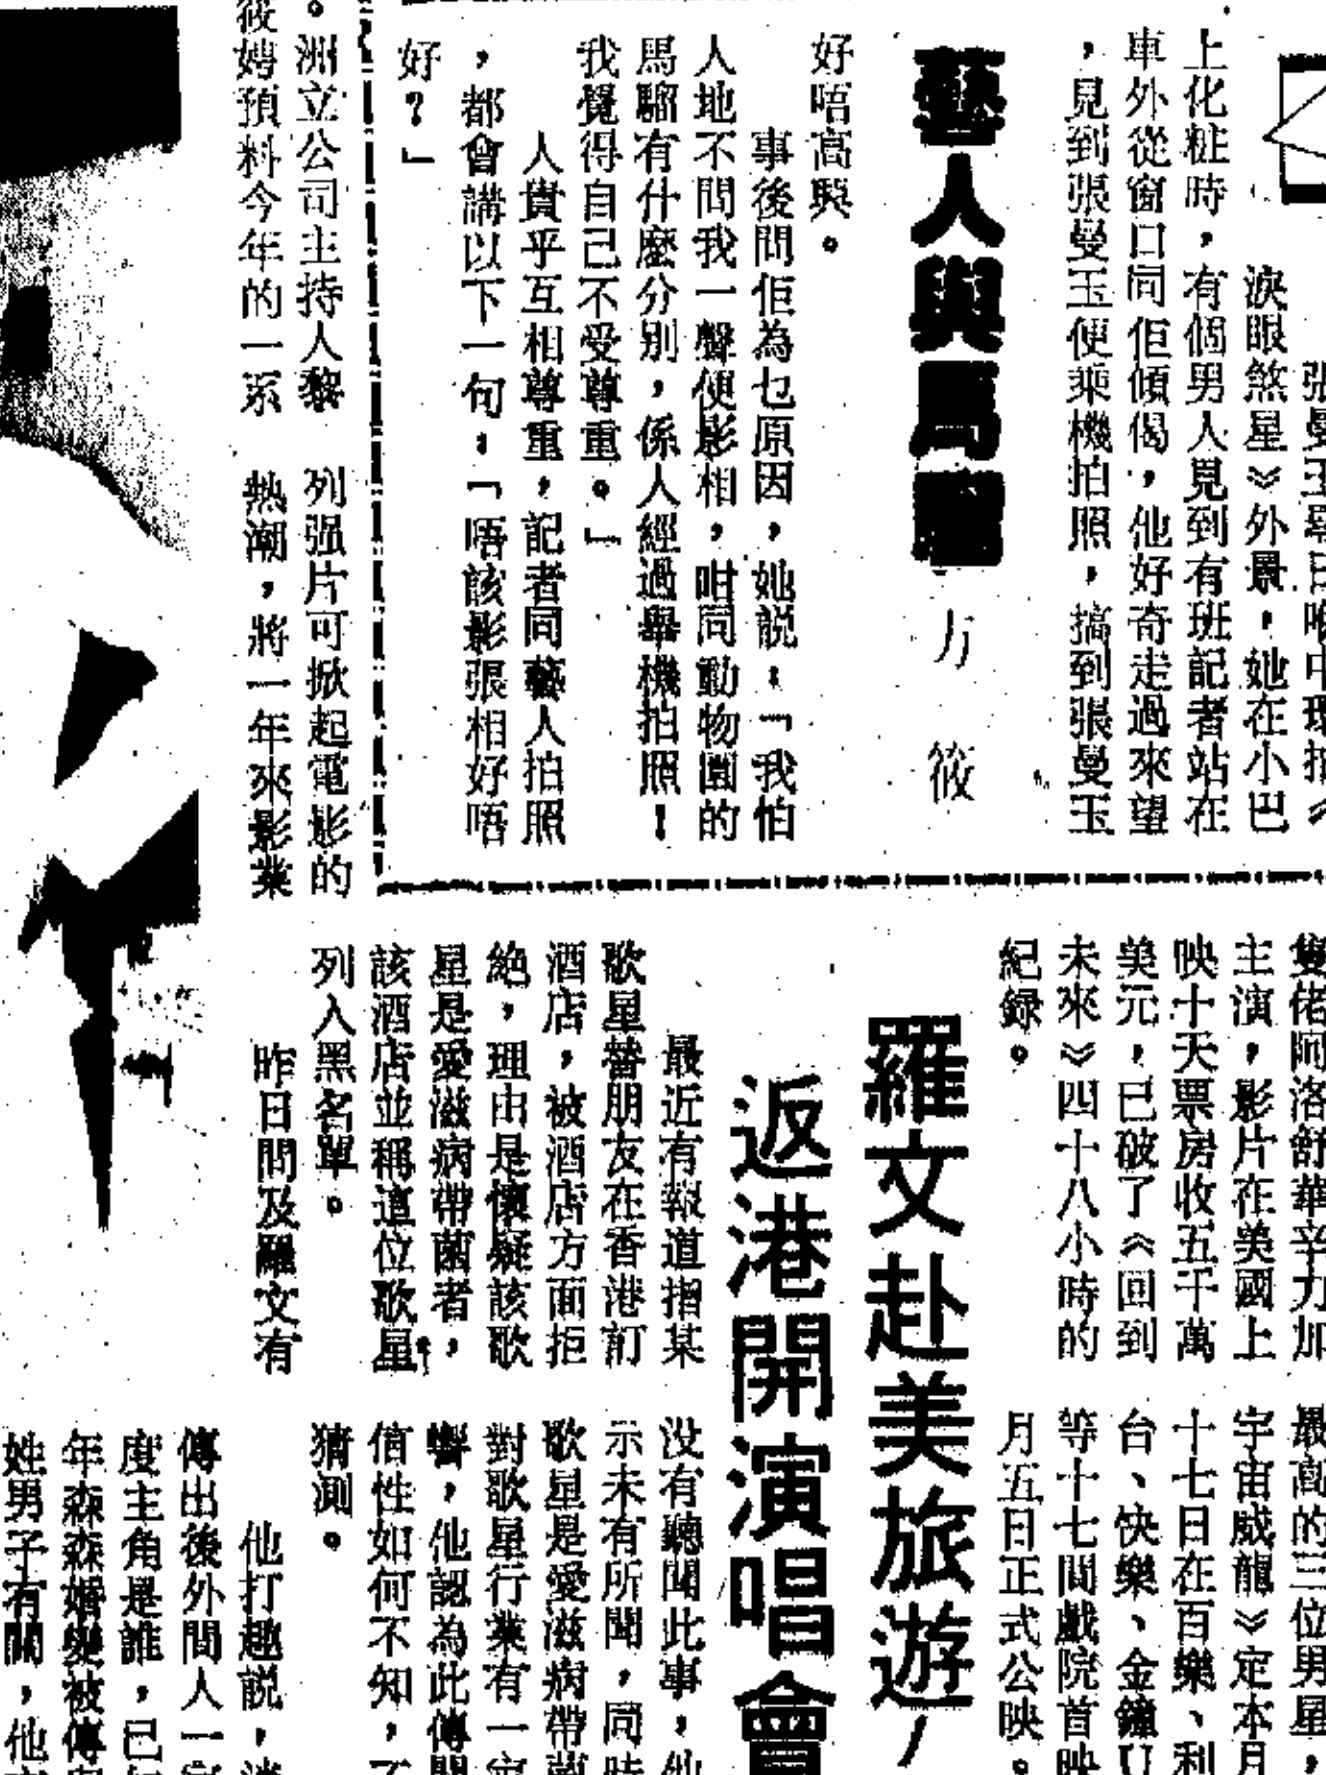 張曼玉尋日喺中環拍《
淚眼煞星》外景，她在小巴
上化粧時，有個男人見到有班記者站在
車外從窗口同佢傾偈，他好奇走過來望
，見到張曼玉便乘機拍照，搞到張曼玉
藝人與馬騮
方筱
好唔高興。
事後問佢為乜原因，她說：「我怕
人地不問我一聲便影相，咁同動物園的
馬騮有什麼分別，係人經過舉機拍照！
我覺得自己不受尊重。」
人貴乎互相尊重，記者同藝人拍照
，都會講以下一句：「唔該影張相好唔
好？」
。洲立公司主持人黎
筱娉預料今年的一系
列強片可掀起電影的
熱潮，將一年來影業
隻佬阿洛舒華辛力加
主演，影片在美國上
映十天票房收五千萬
美元，已破了《回到
未來》四十八小時的
紀錄。
最高的三位男星，
宇宙威龍》定本月
十七日在百樂、利
台、快樂、金鐘U
等十七間戲院首映
月五日正式公映。
羅文赴美旅遊
返港開演唱會
最近有報道指某
歌星替朋友在香港訂
酒店，被酒店方面拒
絕，理由是懷疑該歌
星是愛滋病帶菌者，
該酒店並稱這位歌星
列入黑名單。
昨日問及羅文有
没有聽聞此事，他
示未有所聞，同時
歌星是愛滋病帶菌
對歌星行業有一定
響，他認為此傳聞
信性如何不知，不
猜測。
他打趣說，
傳出後外間人一定
度主角是誰，已
年森森婚變被傳
姓男子有關，他